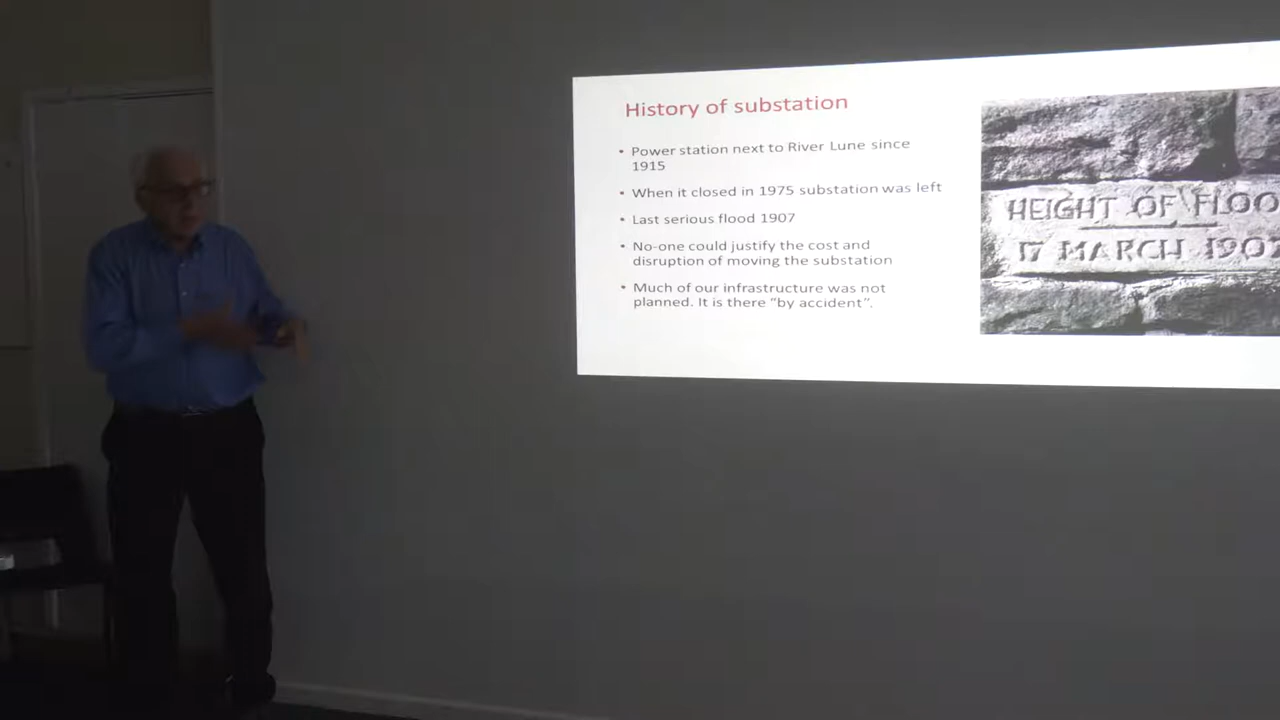 History of substation
• Power station next to River Lune since
1915
• When it closed in 1975 substation was left
• Last serious flood 1907
• No-one could justify the cost and
disruption of moving the substation
• Much of our infrastructure was not
planned. It is there “by accident”.
HEIGHT OF FLOO
17 MARCH 1907